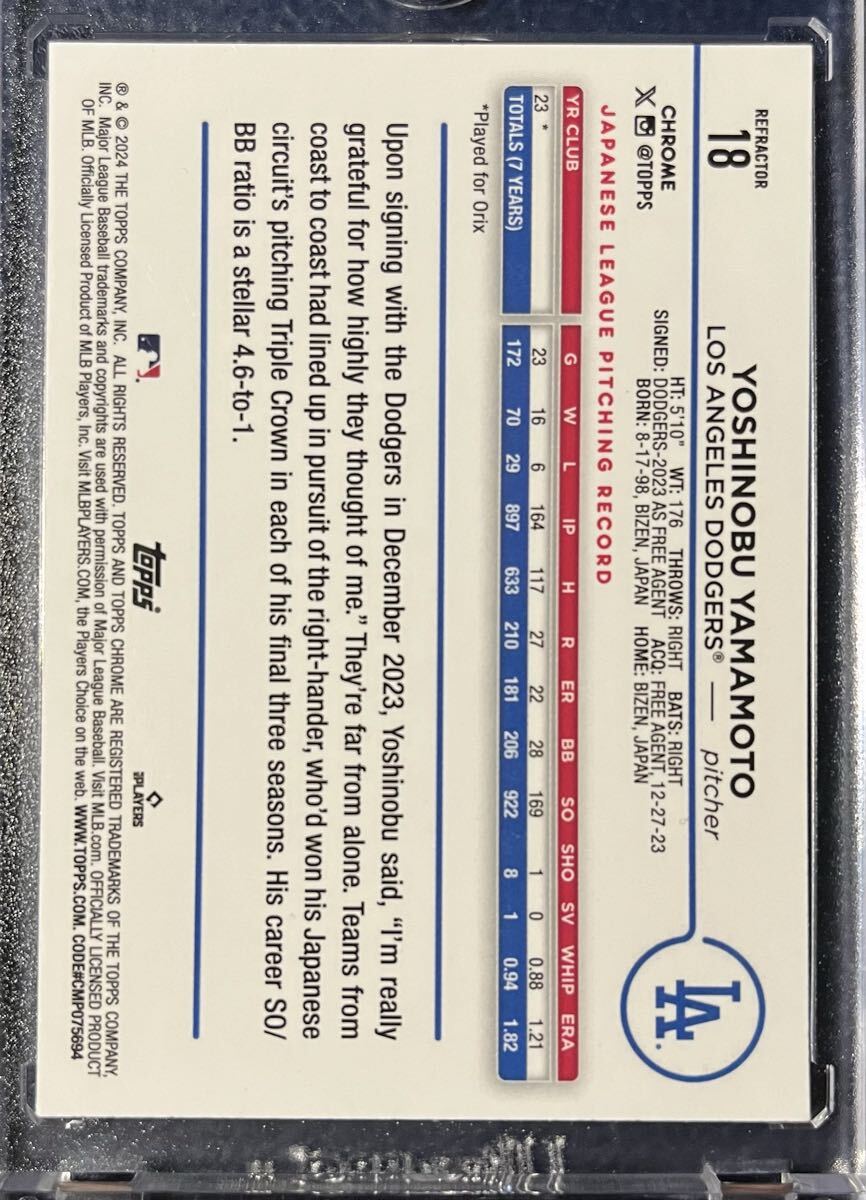 REFRACTOR
18
YOSHINOBU YAMAMOTO
LOS ANGELES DODGERS® — pitcher
LA
CHROME
@TOPPS
HT: 5'10" WT: 176 THROWS: RIGHT BATS: RIGHT
SIGNED: DODGERS-2023 AS FREE AGENT ACQ: FREE AGENT, 12-27-23
BORN: 8-17-98, BIZEN, JAPAN HOME: BIZEN, JAPAN
JAPANESE LEAGUE PITCHING RECORD
YR CLUB G W L IP H R ER BB SO SHO SV WHIP ERA
23 * 23 16 6 164 117 27 22 28 169 1 0 0.88 1.21
TOTALS (7 YEARS) 172 70 29 897 633 210 181 206 922 8 1 0.94 1.82
*Played for Orix
Upon signing with the Dodgers in December 2023, Yoshinobu said, “I’m really
grateful for how highly they thought of me.” They’re far from alone. Teams from
coast to coast had lined up in pursuit of the right-hander, who’d won his Japanese
circuit’s pitching Triple Crown in each of his final three seasons. His career SO/
BB ratio is a stellar 4.6-to-1.
topps®
PLAYERS
® & © 2024 THE TOPPS COMPANY, INC. ALL RIGHTS RESERVED. TOPPS AND TOPPS CHROME ARE REGISTERED TRADEMARKS OF THE TOPPS COMPANY,
INC. Major League Baseball trademarks and copyrights are used with permission of Major League Baseball. Visit MLB.com. OFFICIALLY LICENSED PRODUCT
OF MLB. Officially Licensed Product of MLB Players, Inc. Visit MLBPLAYERS.COM, the Players Choice on the web. WWW.TOPPS.COM. CODE#CMP075694